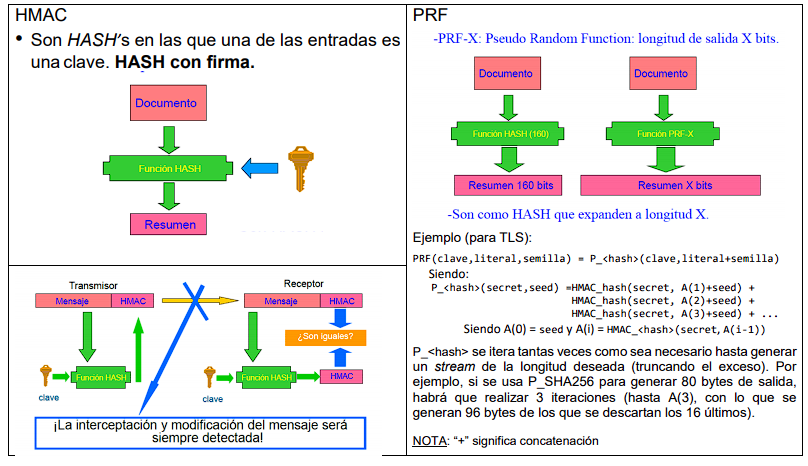 HMAC
• Son HASH's en las que una de las entradas es
una clave. HASH con firma.
Documento
Función HASH
Resumen
Transmisor
Receptor
Mensaje
HMAC
Mensaje
HMAC
¿Son iguales?
Función HASH
Función HASH
HMAC
clave
clave
¡La interceptación y modificación del mensaje será
siempre detectada!
PRF
-PRF-X: Pseudo Random Function: longitud de salida X bits.
Documento
Documento
Función HASH (160)
Función PRF-X
Resumen 160 bits
Resumen X bits
-Son como HASH que expanden a longitud X.
Ejemplo (para TLS):
PRF(clave,literal,semilla) = P_<hash>(clave,literal+semilla)
Siendo:
P_<hash>(secret,seed) =HMAC_hash(secret, A(1)+seed) +
HMAC_hash(secret, A(2)+seed) +
HMAC_hash(secret, A(3)+seed) + ...
Siendo A(0) = seed y A(i) = HMAC_<hash>(secret,A(i-1))
P_<hash> se itera tantas veces como sea necesario hasta generar
un stream de la longitud deseada (truncando el exceso). Por
ejemplo, si se usa P_SHA256 para generar 80 bytes de salida,
habrá que realizar 3 iteraciones (hasta A(3), con lo que se
generan 96 bytes de los que se descartan los 16 últimos).
NOTA: "+" significa concatenación